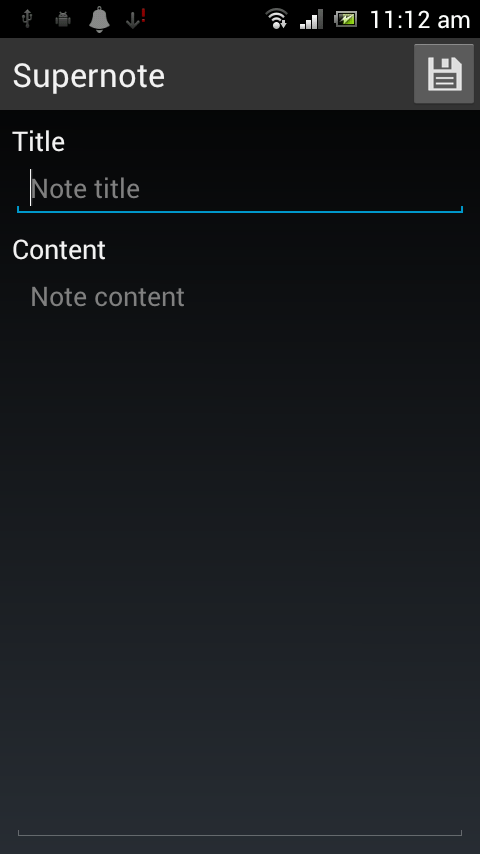 11:12 am
Supernote
Title
Note title
Content
Note content